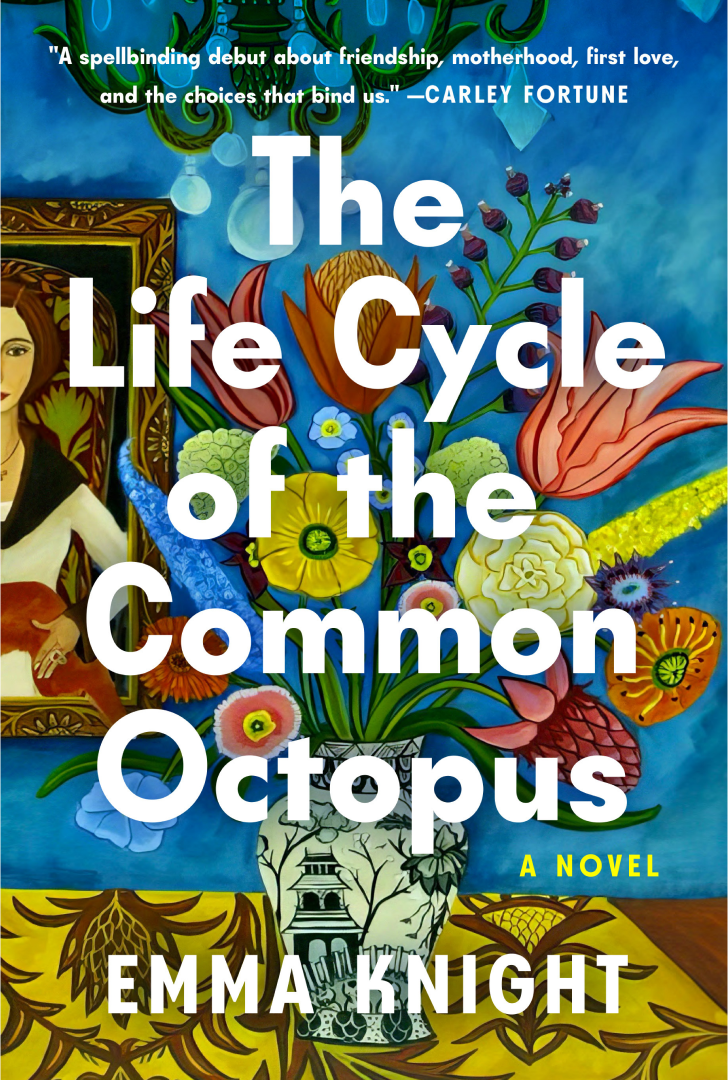 "A spellbinding debut about friendship, motherhood, first love,
and the choices that bind us." —CARLEY FORTUNE
The
Life Cycle
of the
Common
Octopus
A NOVEL
EMMA KNIGHT